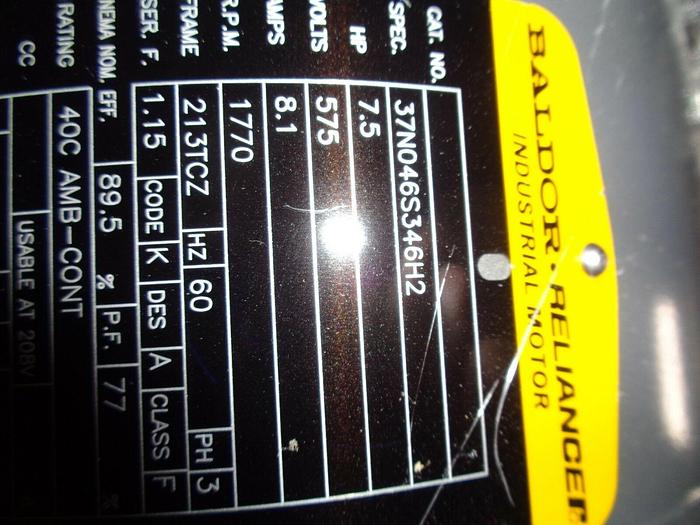 BALDOR·RELIANCER
INDUSTRIAL MOTOR
CAT. NO.
SPEC. 37N046S346H2
HP 7.5
VOLTS 575
AMPS 8.1
R.P.M. 1770
FRAME 213TCZ HZ 60 PH 3
SER. F. 1.15 CODE K DES A CLASS F
NEMA NOM. EFF. 89.5 % P.F. 77 %
RATING 40C AMB-CONT
CC USABLE AT 208V